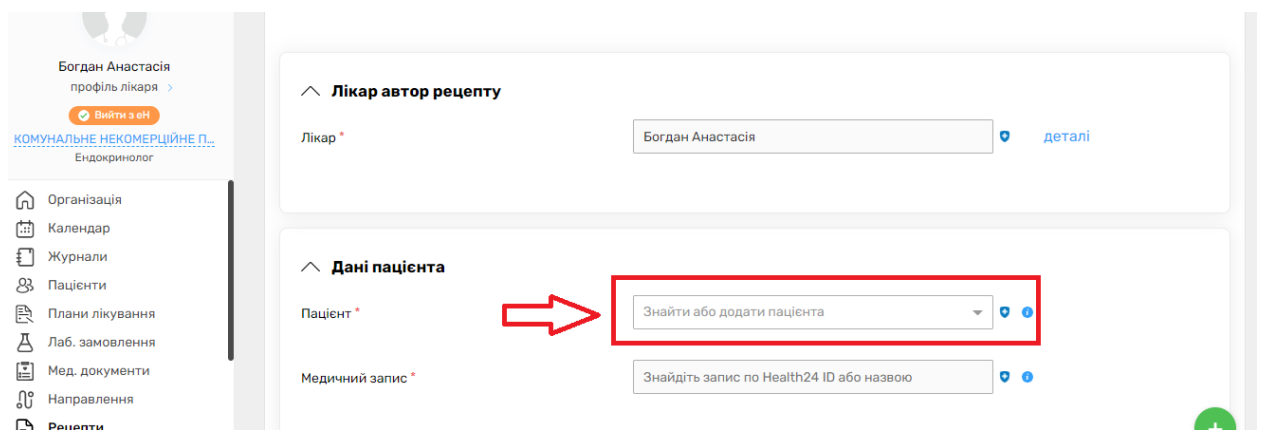 Богдан Анастасія
профіль лікаря >
Вийти з еН
КОМУНАЛЬНЕ НЕКОМЕРЦІЙНЕ П...
Ендокринолог
Організація
Календар
Журнали
Пацієнти
Плани лікування
Лаб. замовлення
Мед. документи
Направлення
Рецепти
Лікар автор рецепту
Лікар *
Богдан Анастасія
деталі
Дані пацієнта
Пацієнт *
Знайти або додати пацієнта
Медичний запис *
Знайдіть запис по Health24 ID або назвою